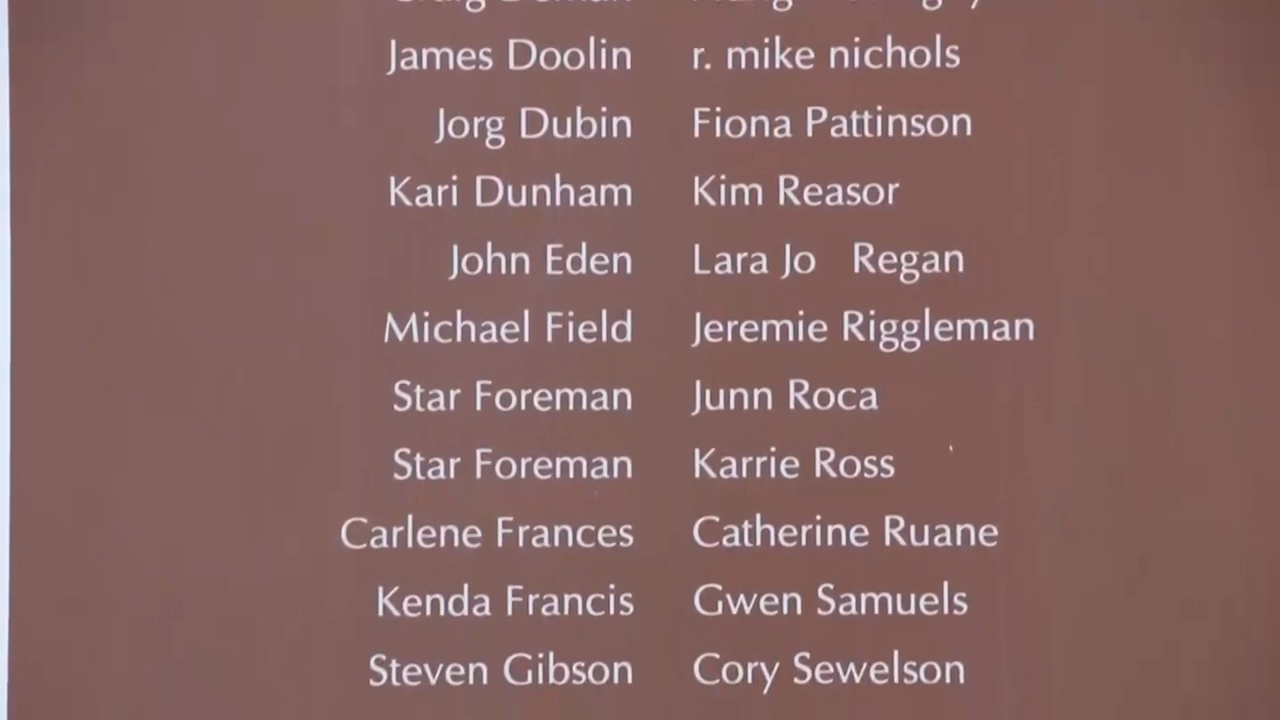 James Doolin r. mike nichols
Jorg Dubin Fiona Pattinson
Kari Dunham Kim Reasor
John Eden Lara Jo Regan
Michael Field Jeremie Riggleman
Star Foreman Junn Roca
Star Foreman Karrie Ross
Carlene Frances Catherine Ruane
Kenda Francis Gwen Samuels
Steven Gibson Cory Sewelson